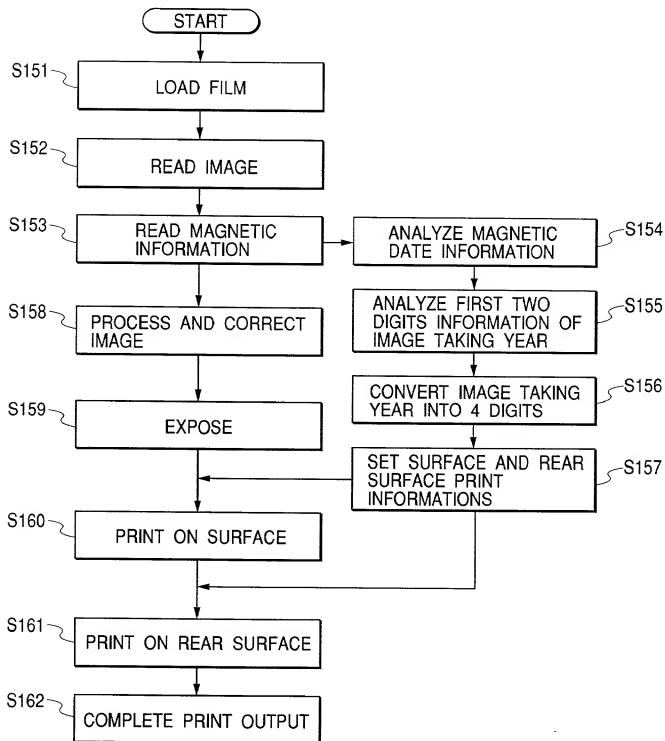 START
S151
LOAD FILM
S152
READ IMAGE
S153
READ MAGNETIC
INFORMATION
ANALYZE MAGNETIC
DATE INFORMATION
S154
S158
PROCESS AND CORRECT
IMAGE
ANALYZE FIRST TWO
DIGITS INFORMATION OF
IMAGE TAKING YEAR
S155
CONVERT IMAGE TAKING
YEAR INTO 4 DIGITS
S156
S159
EXPOSE
SET SURFACE AND REAR
SURFACE PRINT
INFORMATIONS
S157
S160
PRINT ON SURFACE
S161
PRINT ON REAR SURFACE
S162
COMPLETE PRINT OUTPUT